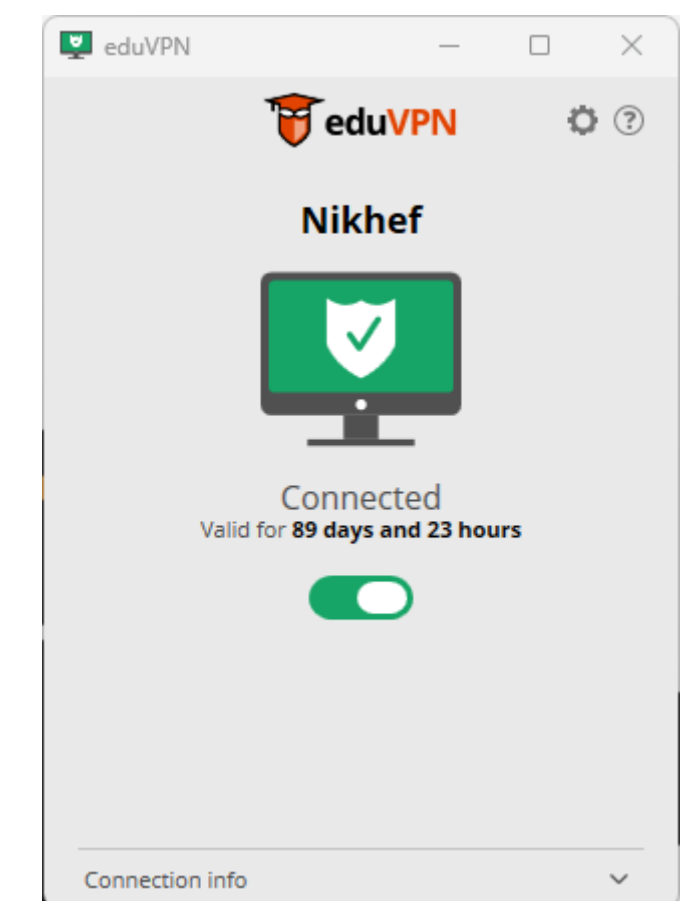 eduVPN
eduVPN
Nikhef
Connected
Valid for 89 days and 23 hours
Connection info